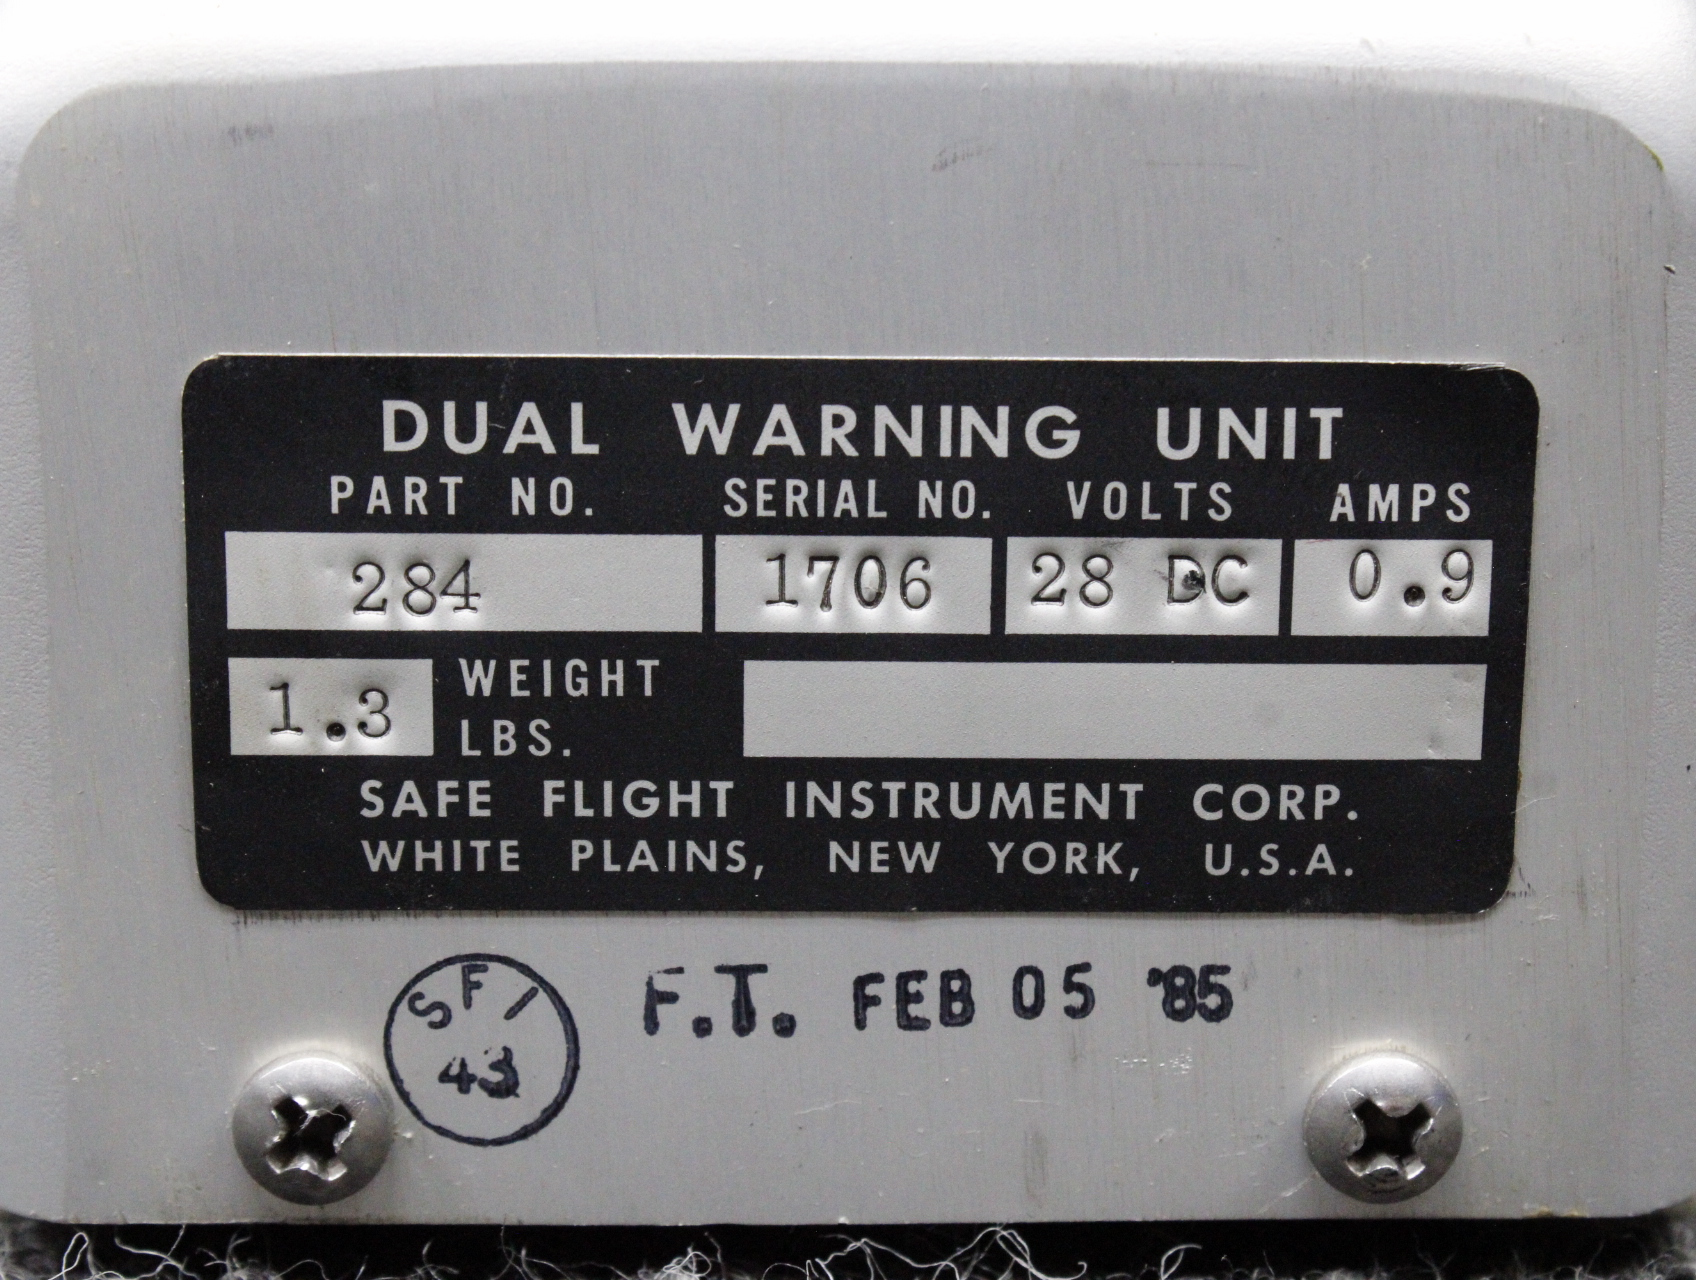 DUAL WARNING UNIT
PART NO. SERIAL NO. VOLTS AMPS
284 1706 28 DC 0.9
1.3 WEIGHT
LBS.
SAFE FLIGHT INSTRUMENT CORP.
WHITE PLAINS, NEW YORK, U.S.A.
SFI
43
F.T. FEB 05 '85